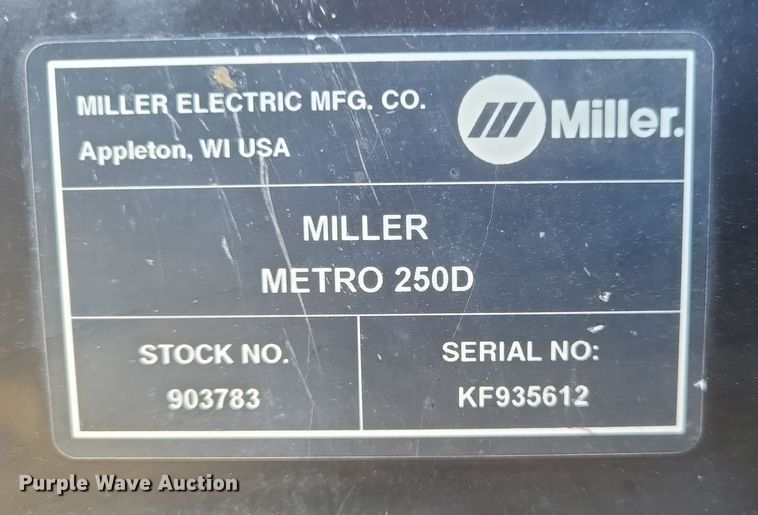 MILLER ELECTRIC MFG. CO.
Appleton, WI USA
Miller.
MILLER
METRO 250D
STOCK NO.
903783
SERIAL NO:
KF935612
Purple Wave Auction